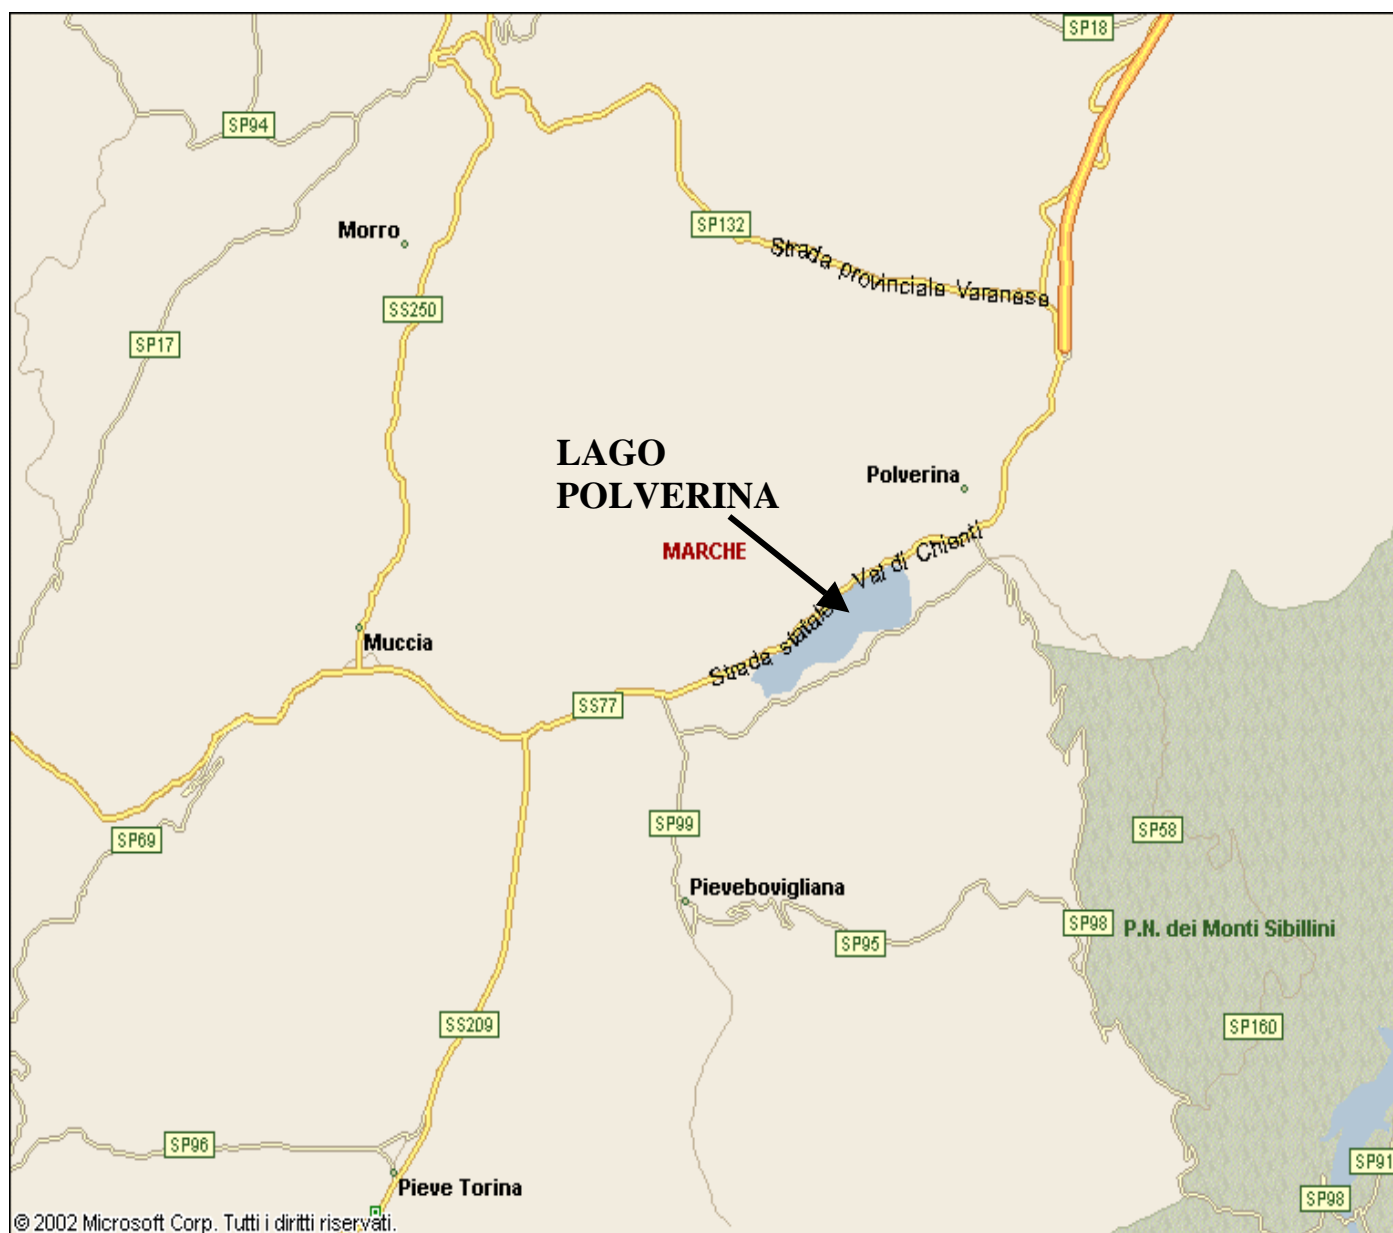 SP18
SP94
SP132
Morro
Strada provinciale Varanese
SS250
SP17
LAGO
POLVERINA
Polverina
MARCHE
Strada statale Val di Chienti
Muccia
SS77
SP99
SP58
SP69
Pievebovigliana
SP98
P.N. dei Monti Sibillini
SP95
SS209
SP160
SP96
SP91
Pieve Torina
SP98
© 2002 Microsoft Corp. Tutti i diritti riservati.